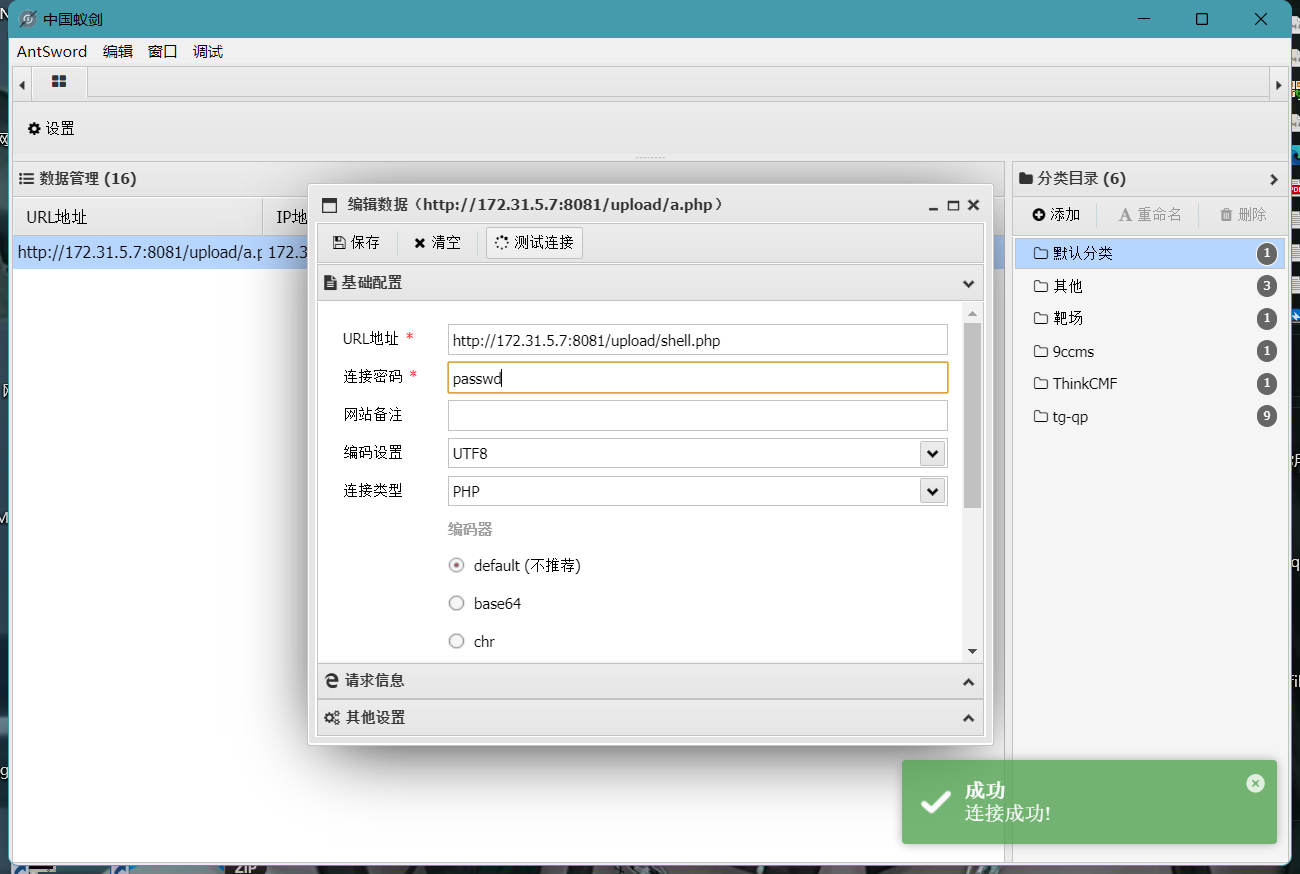 中国蚁剑
AntSword 编辑 窗口 调试
设置
数据管理 (16)
URL地址 IP地
http://172.31.5.7:8081/upload/a.p 172.3
编辑数据（http://172.31.5.7:8081/upload/a.php）
保存 清空 测试连接
基础配置
URL地址 *
http://172.31.5.7:8081/upload/shell.php
连接密码 *
passwd
网站备注
编码设置
UTF8
连接类型
PHP
编码器
default (不推荐)
base64
chr
请求信息
其他设置
分类目录 (6)
添加 重命名 删除
默认分类 1
其他 3
靶场 1
9ccms 1
ThinkCMF 1
tg-qp 9
成功
连接成功!
ZIP